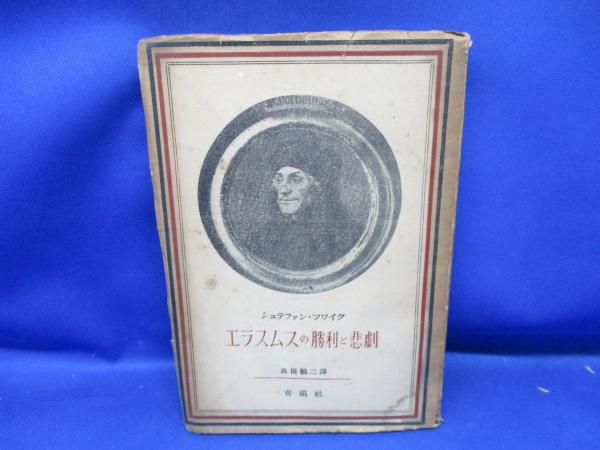 シュテファン・ツワイク
エラスムスの勝利と悲劇
高橋禎二譯
青磁社